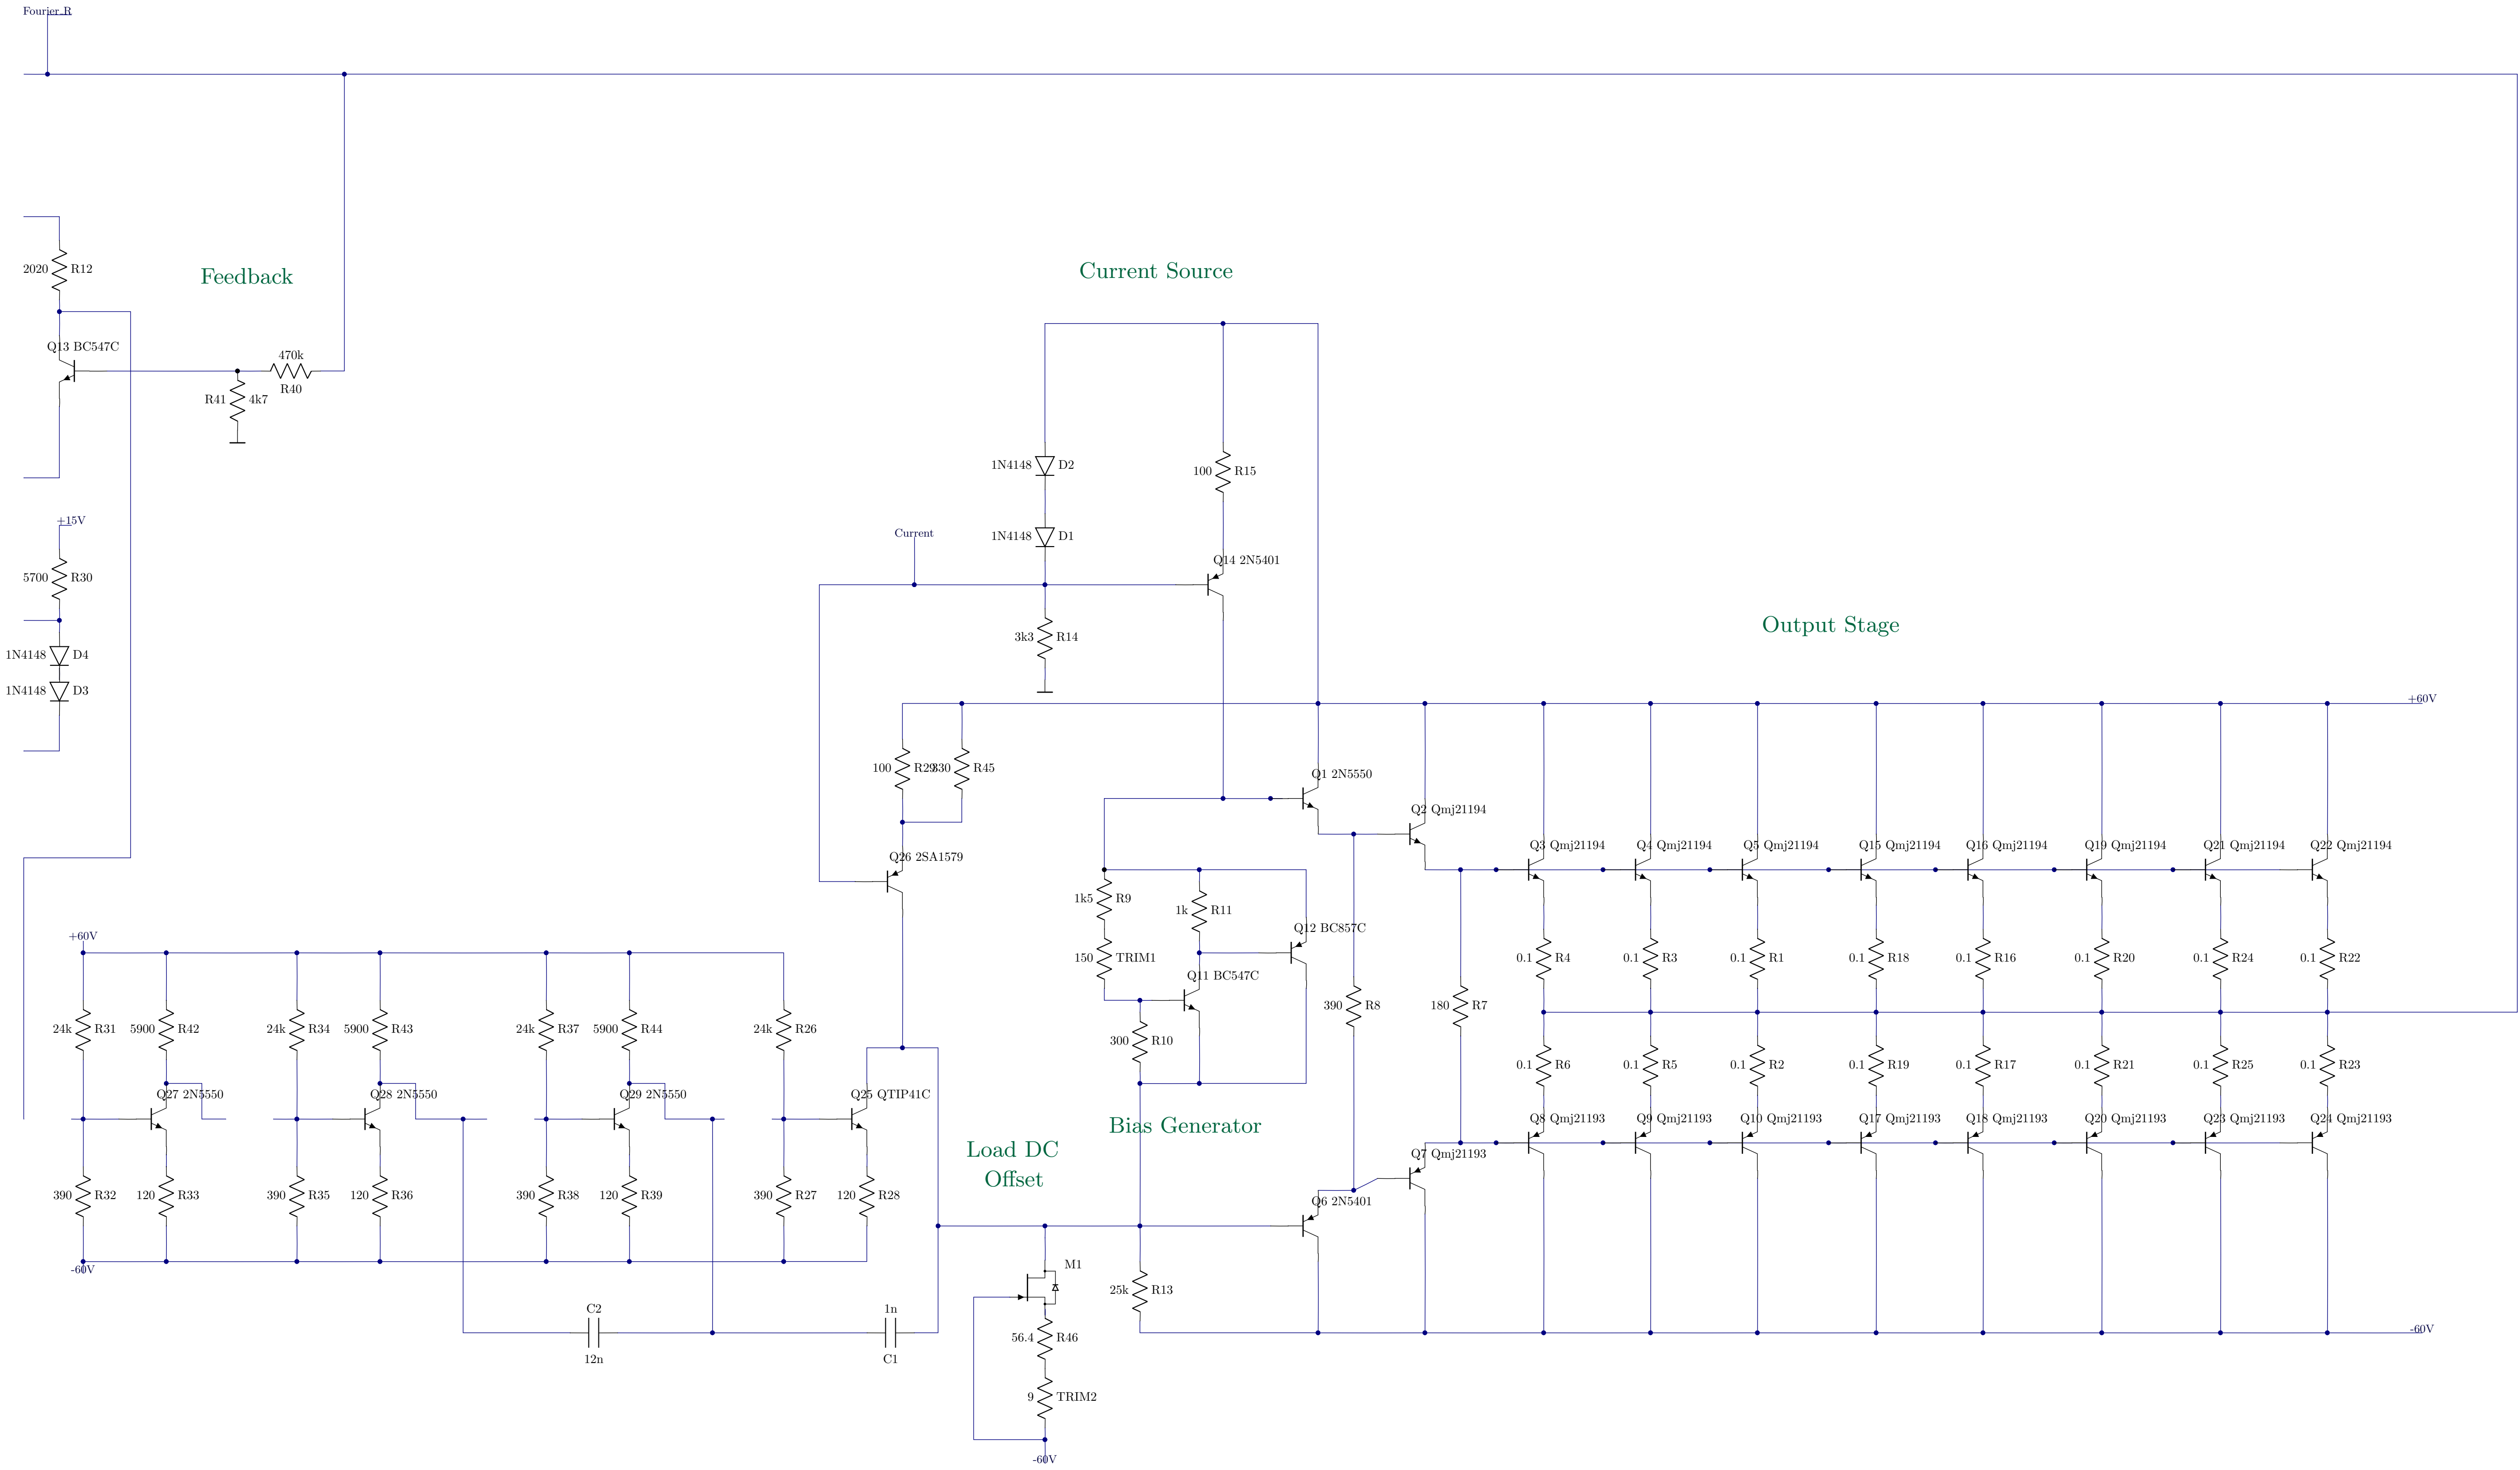 Fourier_R
2020 R12
Feedback
Current Source
Q13 BC547C
470k
R40
R41 4k7
1N4148 D2
100 R15
+15V
Current
1N4148 D1
Q14 2N5401
5700 R30
3k3 R14
Output Stage
1N4148 D4
1N4148 D3
+60V
100 R29
330 R45
Q1 2N5550
Q2 Qmj21194
Q26 2SA1579
Q3 Qmj21194
Q4 Qmj21194
Q5 Qmj21194
Q15 Qmj21194
Q16 Qmj21194
Q19 Qmj21194
Q21 Qmj21194
Q22 Qmj21194
1k5 R9
1k R11
Q12 BC857C
+60V
150 TRIM1
0.1 R4
0.1 R3
0.1 R1
0.1 R18
0.1 R16
0.1 R20
0.1 R24
0.1 R22
Q11 BC547C
390 R8
180 R7
24k R31
5900 R42
24k R34
5900 R43
24k R37
5900 R44
24k R26
300 R10
0.1 R6
0.1 R5
0.1 R2
0.1 R19
0.1 R17
0.1 R21
0.1 R25
0.1 R23
Q27 2N5550
Q28 2N5550
Q29 2N5550
Q25 QTIP41C
Bias Generator
Q8 Qmj21193
Q9 Qmj21193
Q10 Qmj21193
Q17 Qmj21193
Q18 Qmj21193
Q20 Qmj21193
Q23 Qmj21193
Q24 Qmj21193
Load DC
Offset
Q7 Qmj21193
390 R32
120 R33
390 R35
120 R36
390 R38
120 R39
390 R27
120 R28
Q6 2N5401
-60V
M1
25k R13
C2
12n
1n
C1
56.4 R46
-60V
9 TRIM2
-60V